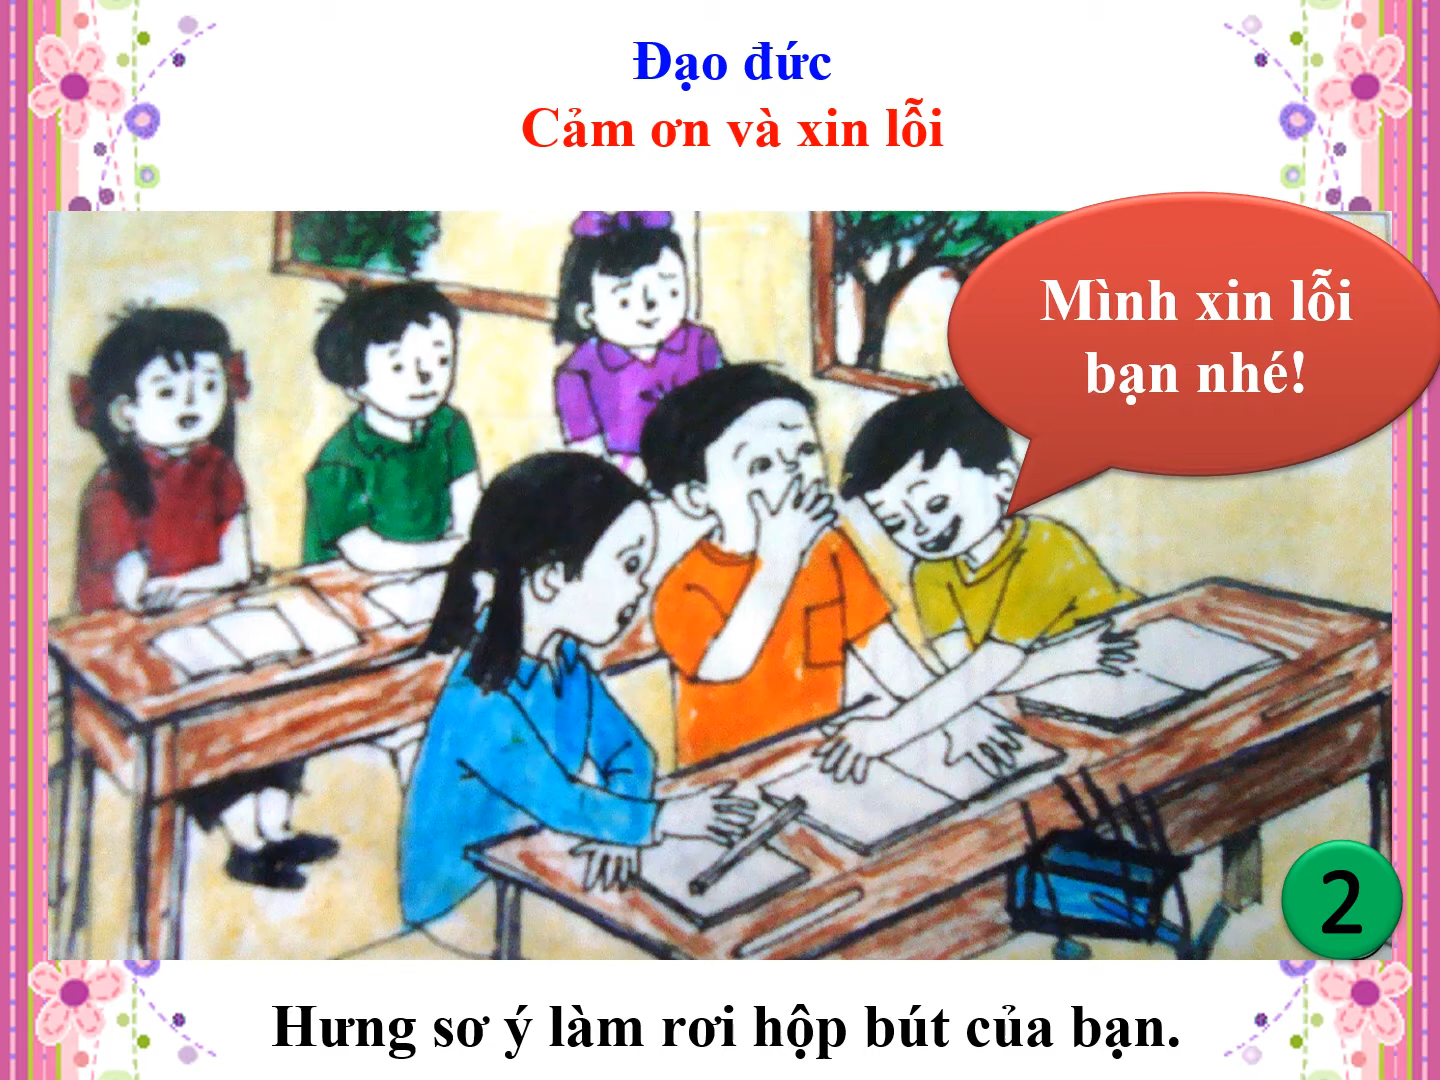 Đạo đức
Cảm ơn và xin lỗi
Mình xin lỗi
bạn nhé!
2
Hưng sơ ý làm rơi hộp bút của bạn.